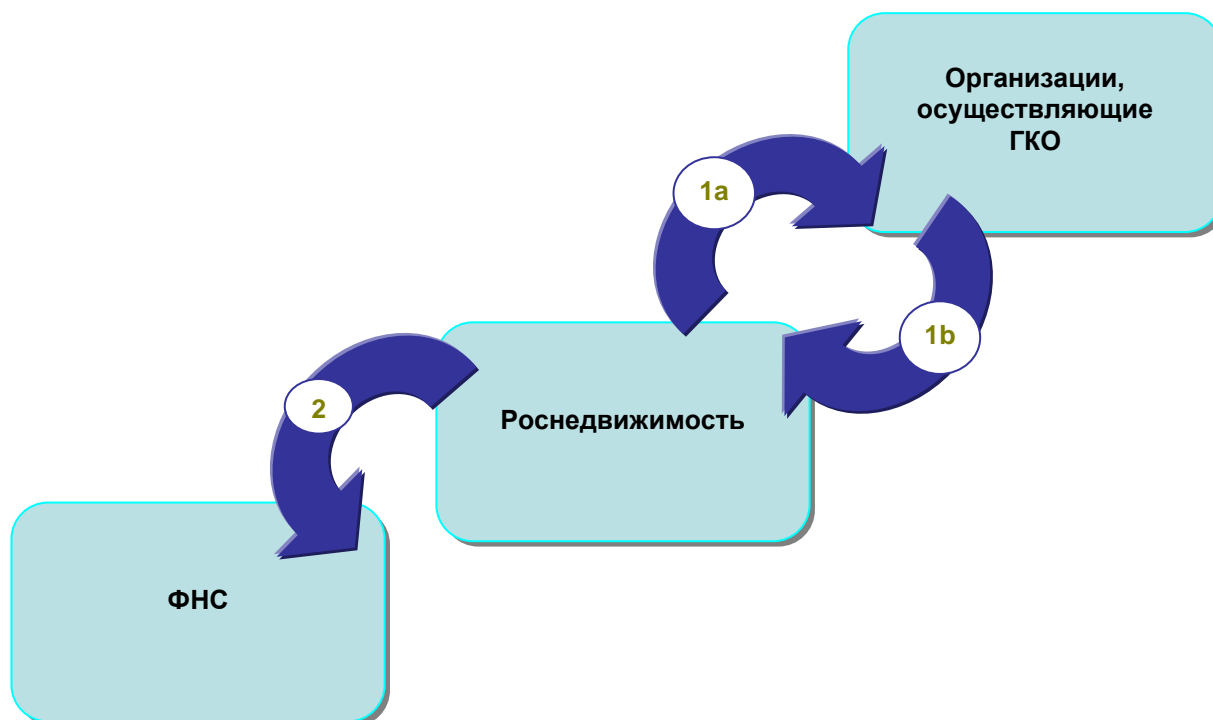 Организации,
осуществляющие
ГКО
1a
1b
Роснедвижимость
2
ФНС